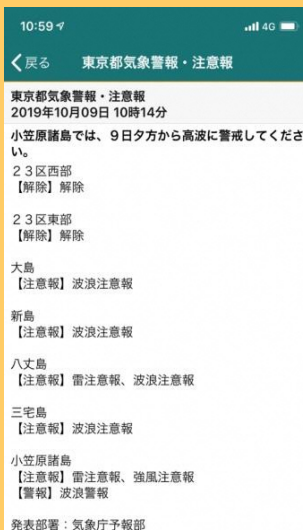 10:59
4G
戻る 東京都気象警報・注意報
東京都気象警報・注意報
2019年10月09日 10時14分
小笠原諸島では、９日夕方から高波に警戒してくださ
い。
２３区西部
【解除】解除
２３区東部
【解除】解除
大島
【注意報】波浪注意報
新島
【注意報】波浪注意報
八丈島
【注意報】雷注意報、波浪注意報
三宅島
【注意報】波浪注意報
小笠原諸島
【注意報】雷注意報、強風注意報
【警報】波浪警報
発表部署：気象庁予報部